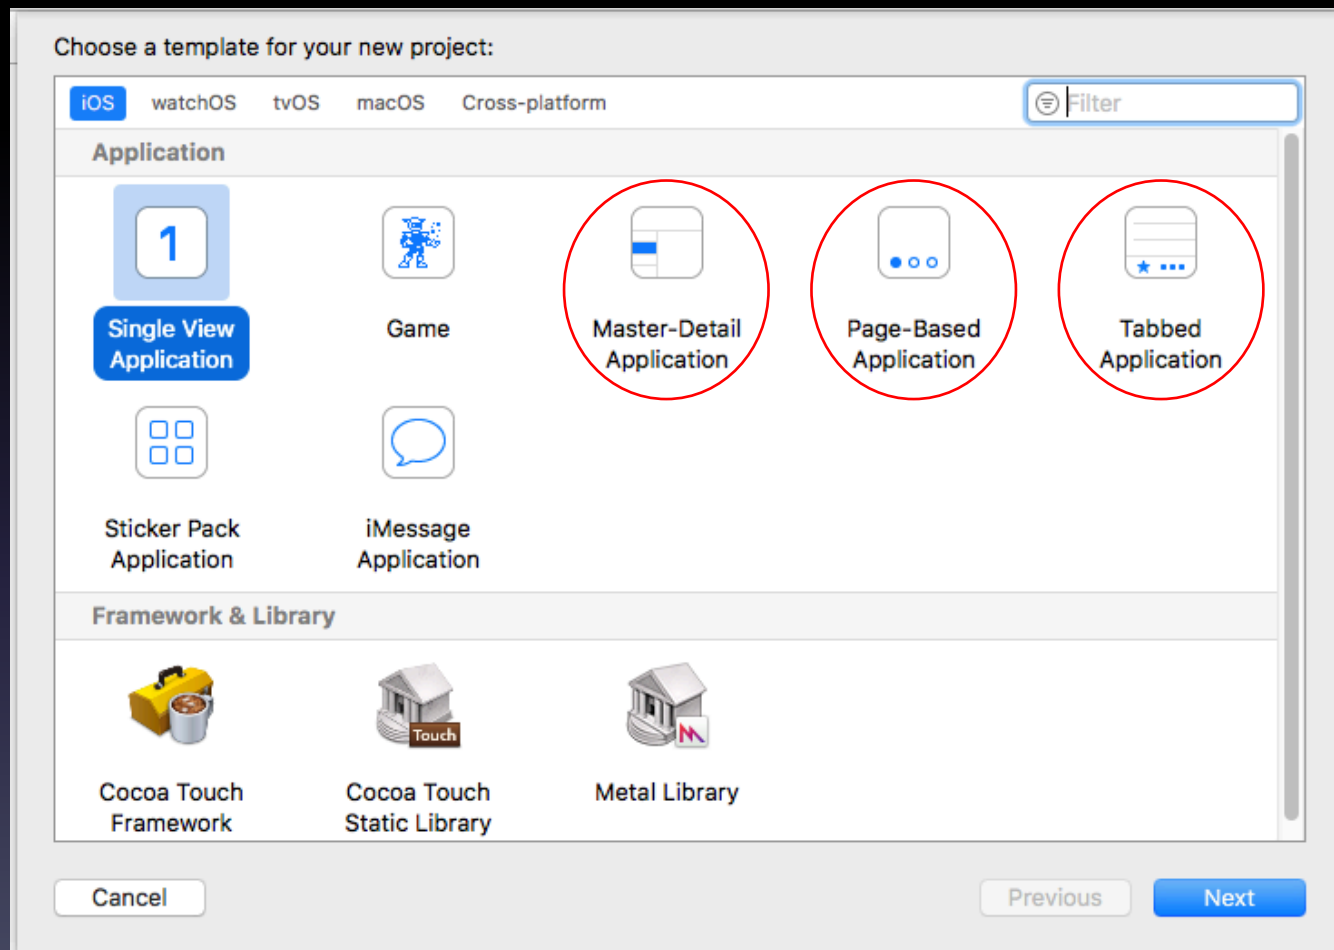 Choose a template for your new project:
iOS watchOS tvOS macOS Cross-platform Filter
Application
1
Single View Application
Game
Master-Detail Application
Page-Based Application
Tabbed Application
Sticker Pack Application
iMessage Application
Framework & Library
Touch
Cocoa Touch Framework
Cocoa Touch Static Library
Metal Library
Cancel Previous Next